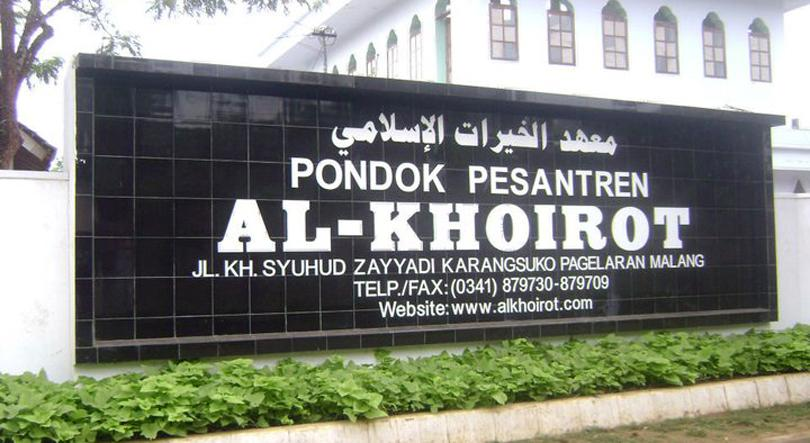 معهد الخيرات الإسلامي
PONDOK PESANTREN
AL-KHOIROT
JL. KH. SYUHUD ZAYYADI KARANGSUKO PAGELARAN MALANG
TELP./FAX: (0341) 879730-879709
Website: www.alkhoirot.com